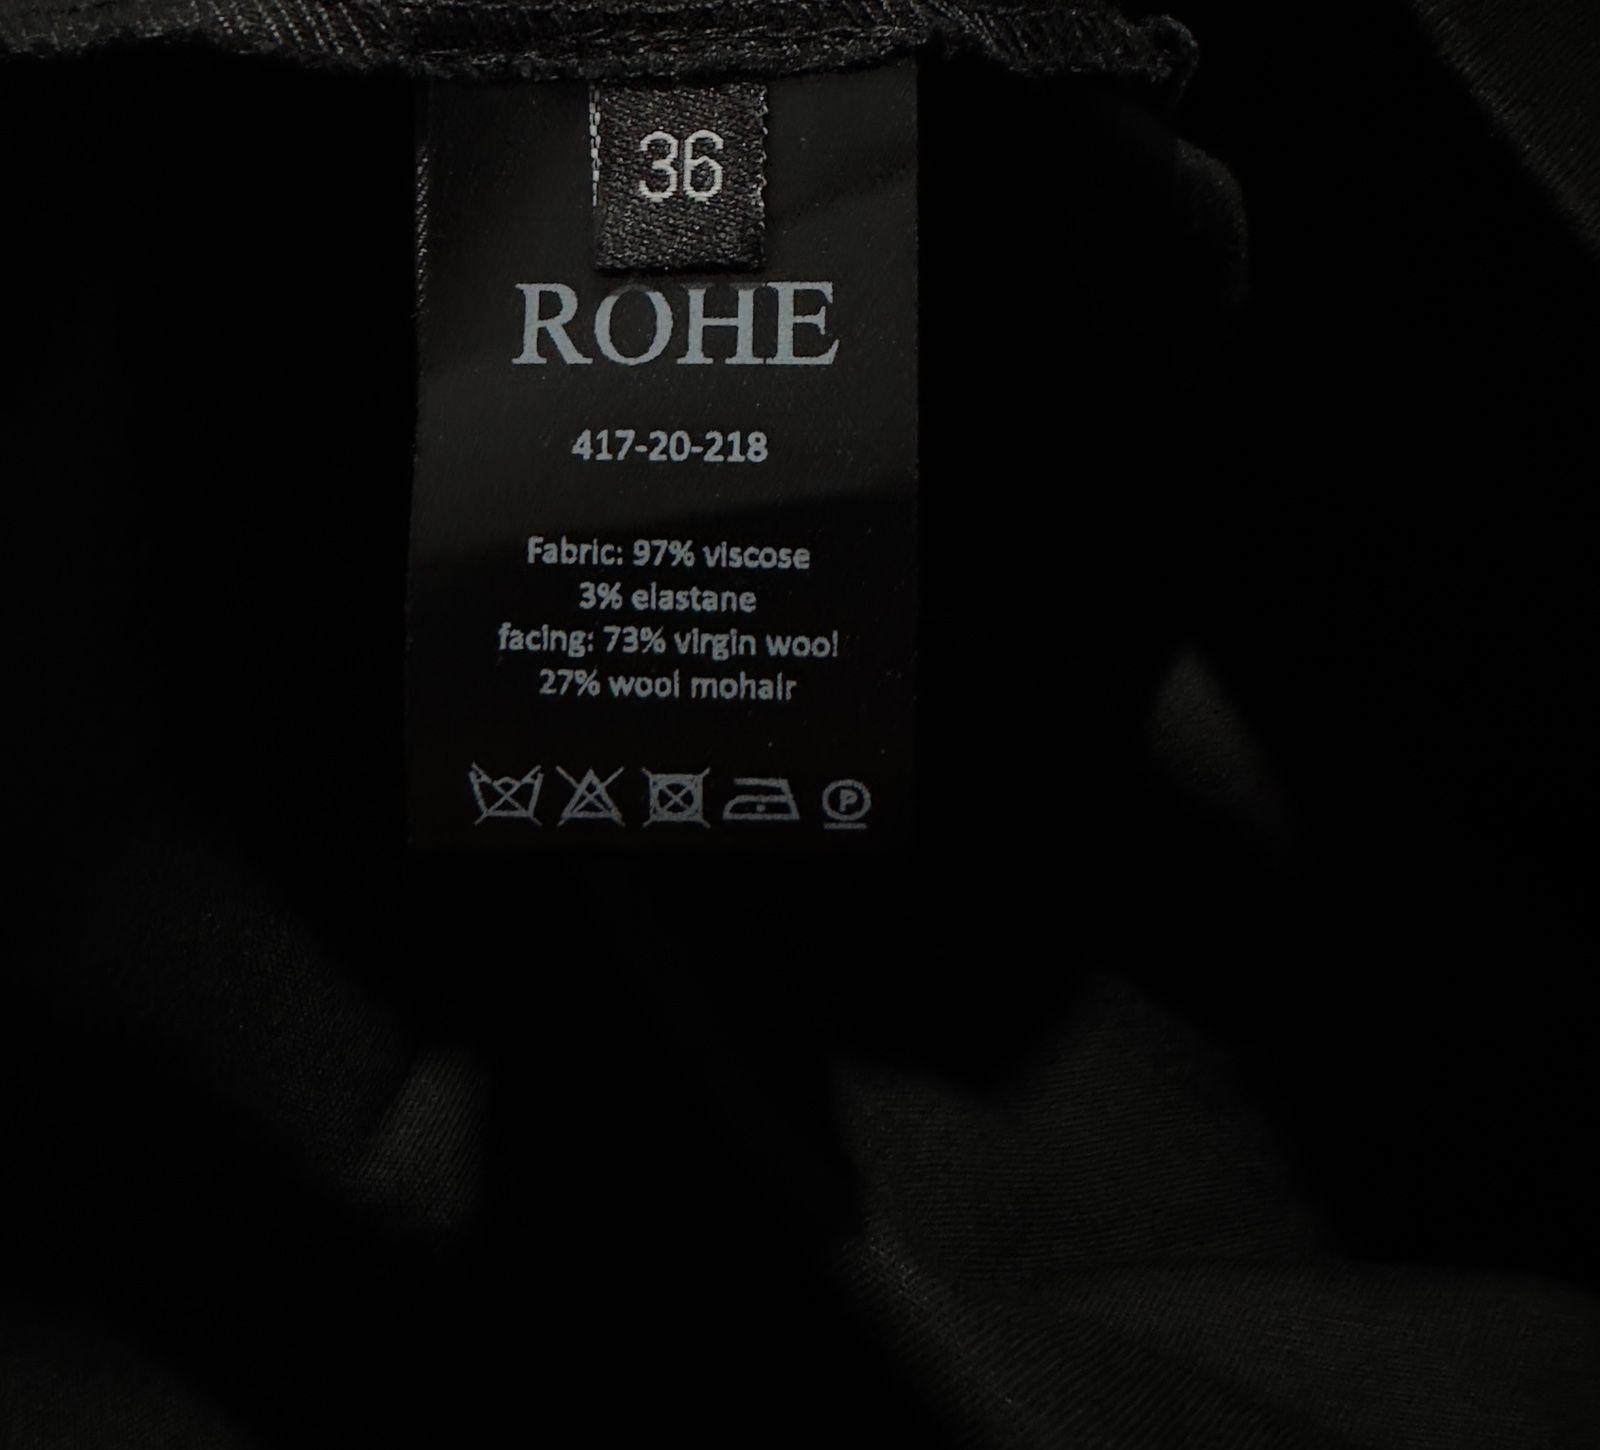 36
ROHE
417-20-218
Fabric: 97% viscose
3% elastane
facing: 73% virgin wool
27% wool mohair
P